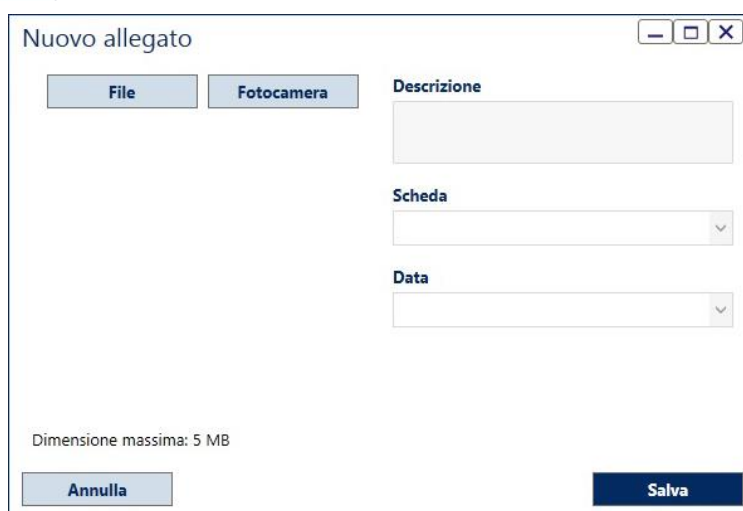 Nuovo allegato
File
Fotocamera
Descrizione
Scheda
Data
Dimensione massima: 5 MB
Annulla
Salva